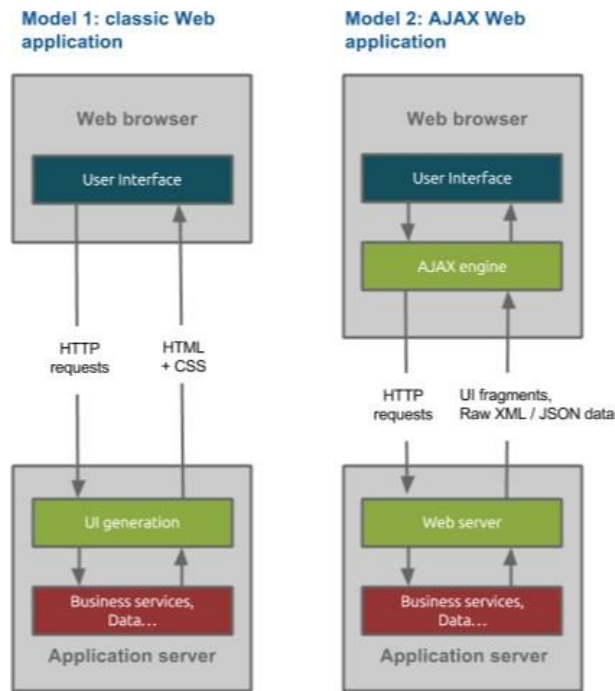 Model 1: classic Web
application
Web browser
User Interface
HTTP
requests
HTML
+ CSS
UI generation
Business services,
Data...
Application server
Model 2: AJAX Web
application
Web browser
User Interface
AJAX engine
HTTP
requests
UI fragments,
Raw XML / JSON data
Web server
Business services,
Data...
Application server